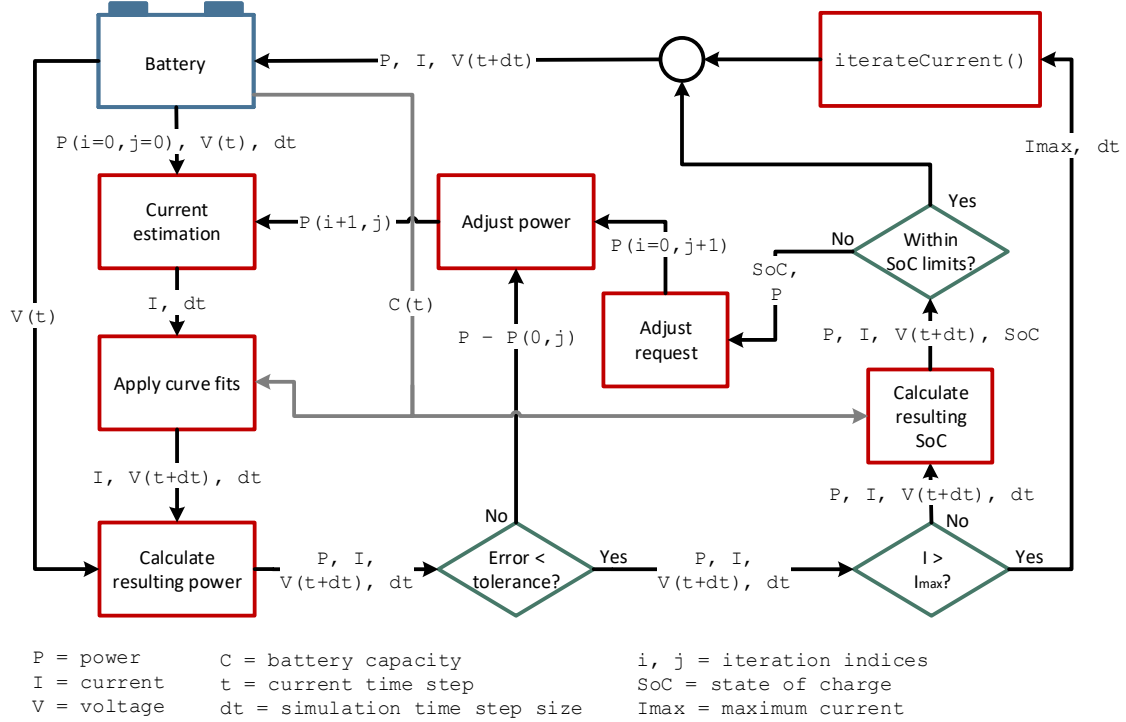 Battery
P, I, V(t+dt)
iterateCurrent()
P(i=0,j=0), V(t), dt
Imax, dt
Current
estimation
P(i+1,j)
Adjust power
P(i=0,j+1)
Yes
No
Within
SoC limits?
SoC,
P
I, dt
V(t)
C(t)
P – P(0,j)
Adjust
request
P, I, V(t+dt), SoC
Apply curve fits
Calculate
resulting
SoC
I, V(t+dt), dt
P, I, V(t+dt), dt
No
No
Calculate
resulting power
P, I,
V(t+dt), dt
Error <
tolerance?
Yes
P, I,
V(t+dt), dt
I >
Imax?
Yes
P = power
I = current
V = voltage
C = battery capacity
t = current time step
dt = simulation time step size
i, j = iteration indices
SoC = state of charge
Imax = maximum current